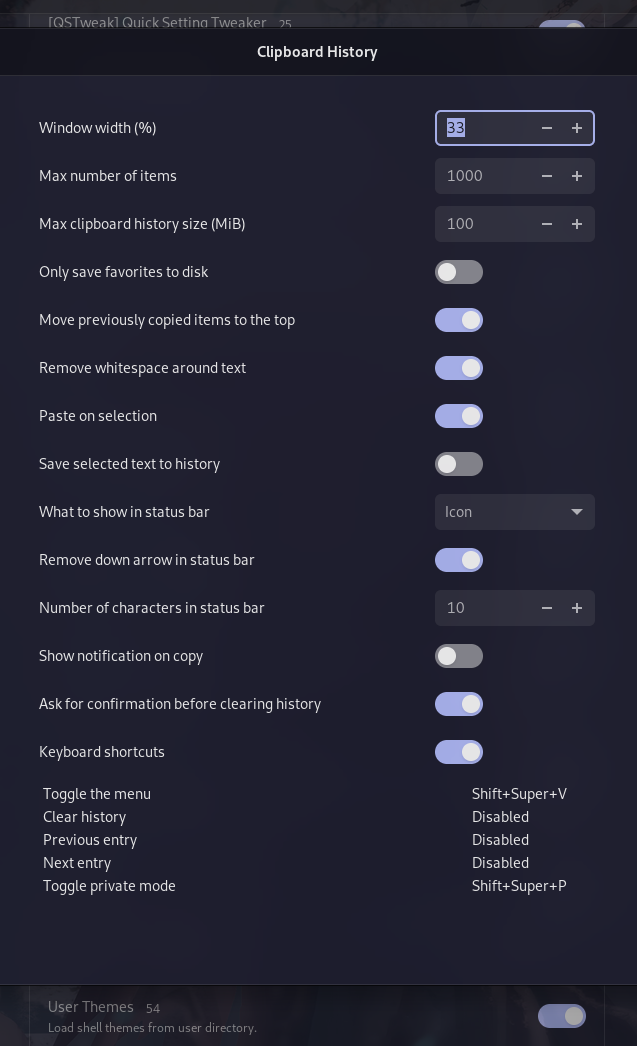 [QSTweak] Quick Setting Tweaker 25
Clipboard History
Window width (%) 33
Max number of items 1000
Max clipboard history size (MiB) 100
Only save favorites to disk
Move previously copied items to the top
Remove whitespace around text
Paste on selection
Save selected text to history
What to show in status bar Icon
Remove down arrow in status bar
Number of characters in status bar 10
Show notification on copy
Ask for confirmation before clearing history
Keyboard shortcuts
Toggle the menu Shift+Super+V
Clear history Disabled
Previous entry Disabled
Next entry Disabled
Toggle private mode Shift+Super+P
User Themes 54
Load shell themes from user directory.